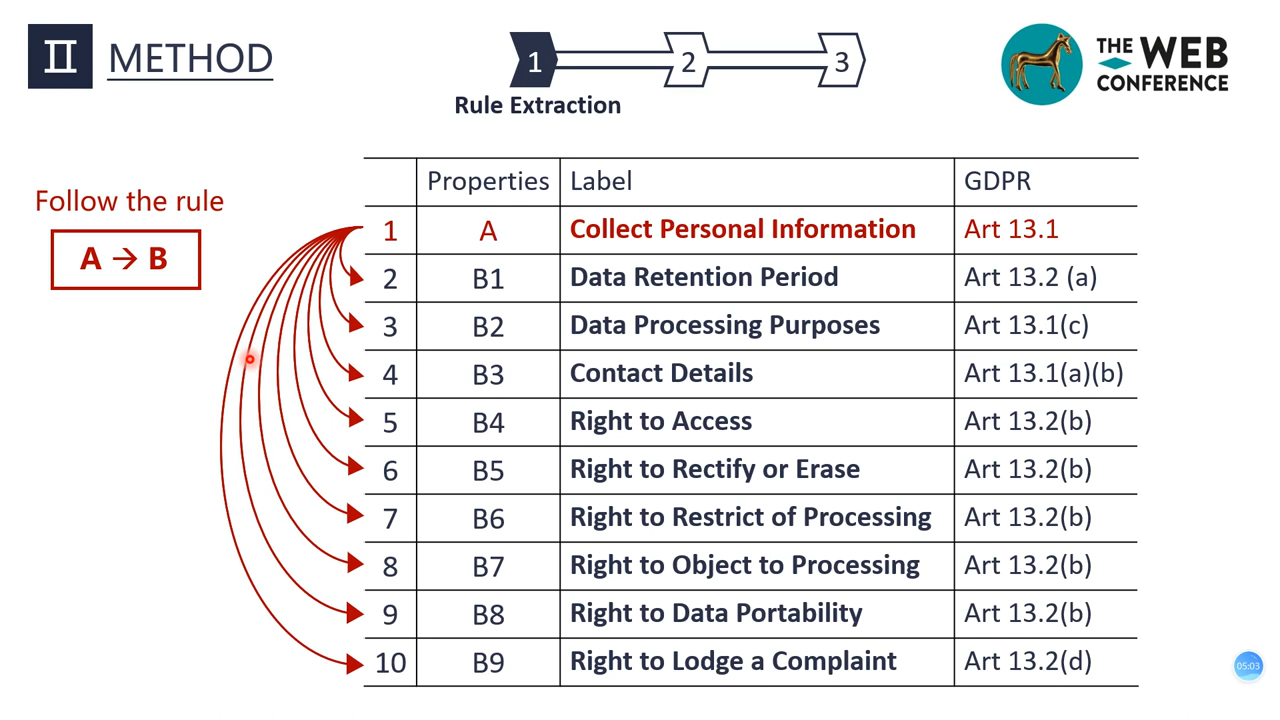 II METHOD
1 2 3
THE WEB
CONFERENCE
Rule Extraction
Follow the rule
A → B
Properties Label GDPR
1 A Collect Personal Information Art 13.1
2 B1 Data Retention Period Art 13.2 (a)
3 B2 Data Processing Purposes Art 13.1(c)
4 B3 Contact Details Art 13.1(a)(b)
5 B4 Right to Access Art 13.2(b)
6 B5 Right to Rectify or Erase Art 13.2(b)
7 B6 Right to Restrict of Processing Art 13.2(b)
8 B7 Right to Object to Processing Art 13.2(b)
9 B8 Right to Data Portability Art 13.2(b)
10 B9 Right to Lodge a Complaint Art 13.2(d)
05:03